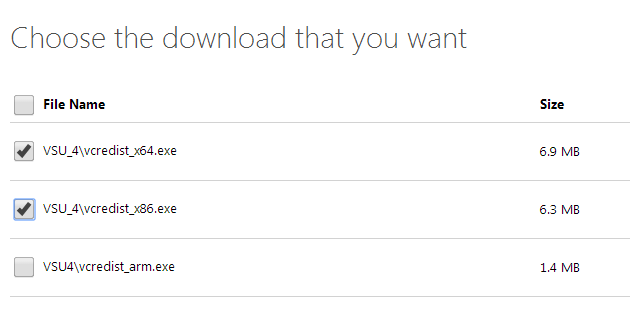 Choose the download that you want
File Name Size
VSU_4\vcredist_x64.exe 6.9 MB
VSU_4\vcredist_x86.exe 6.3 MB
VSU4\vcredist_arm.exe 1.4 MB